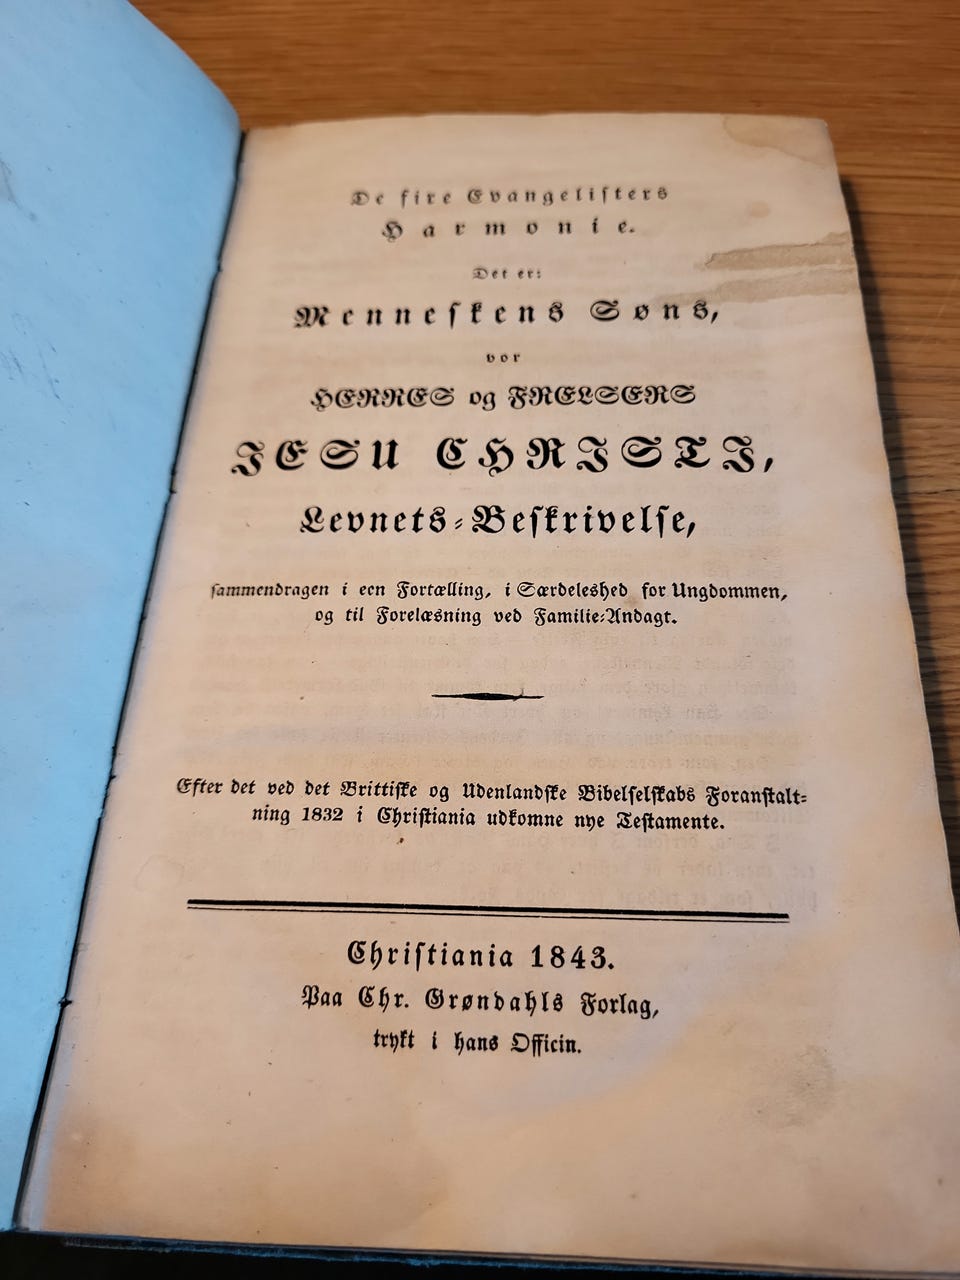 De fire Evangelisters
Harmonie.
Det er:
Menneskens Søns,
vor
HERRES og FRELSERS
JESU CHRISTI,
Levnets-Beskrivelse,
sammendragen i een Fortælling, i Særdeleshed for Ungdommen,
og til Forelæsning ved Familie-Andagt.
Efter det ved det Brittiske og Udenlandske Bibelselskabs Foranstalt-
ning 1832 i Christiania udkomne nye Testamente.
Christiania 1843.
Paa Chr. Grøndahls Forlag,
trykt i hans Officin.